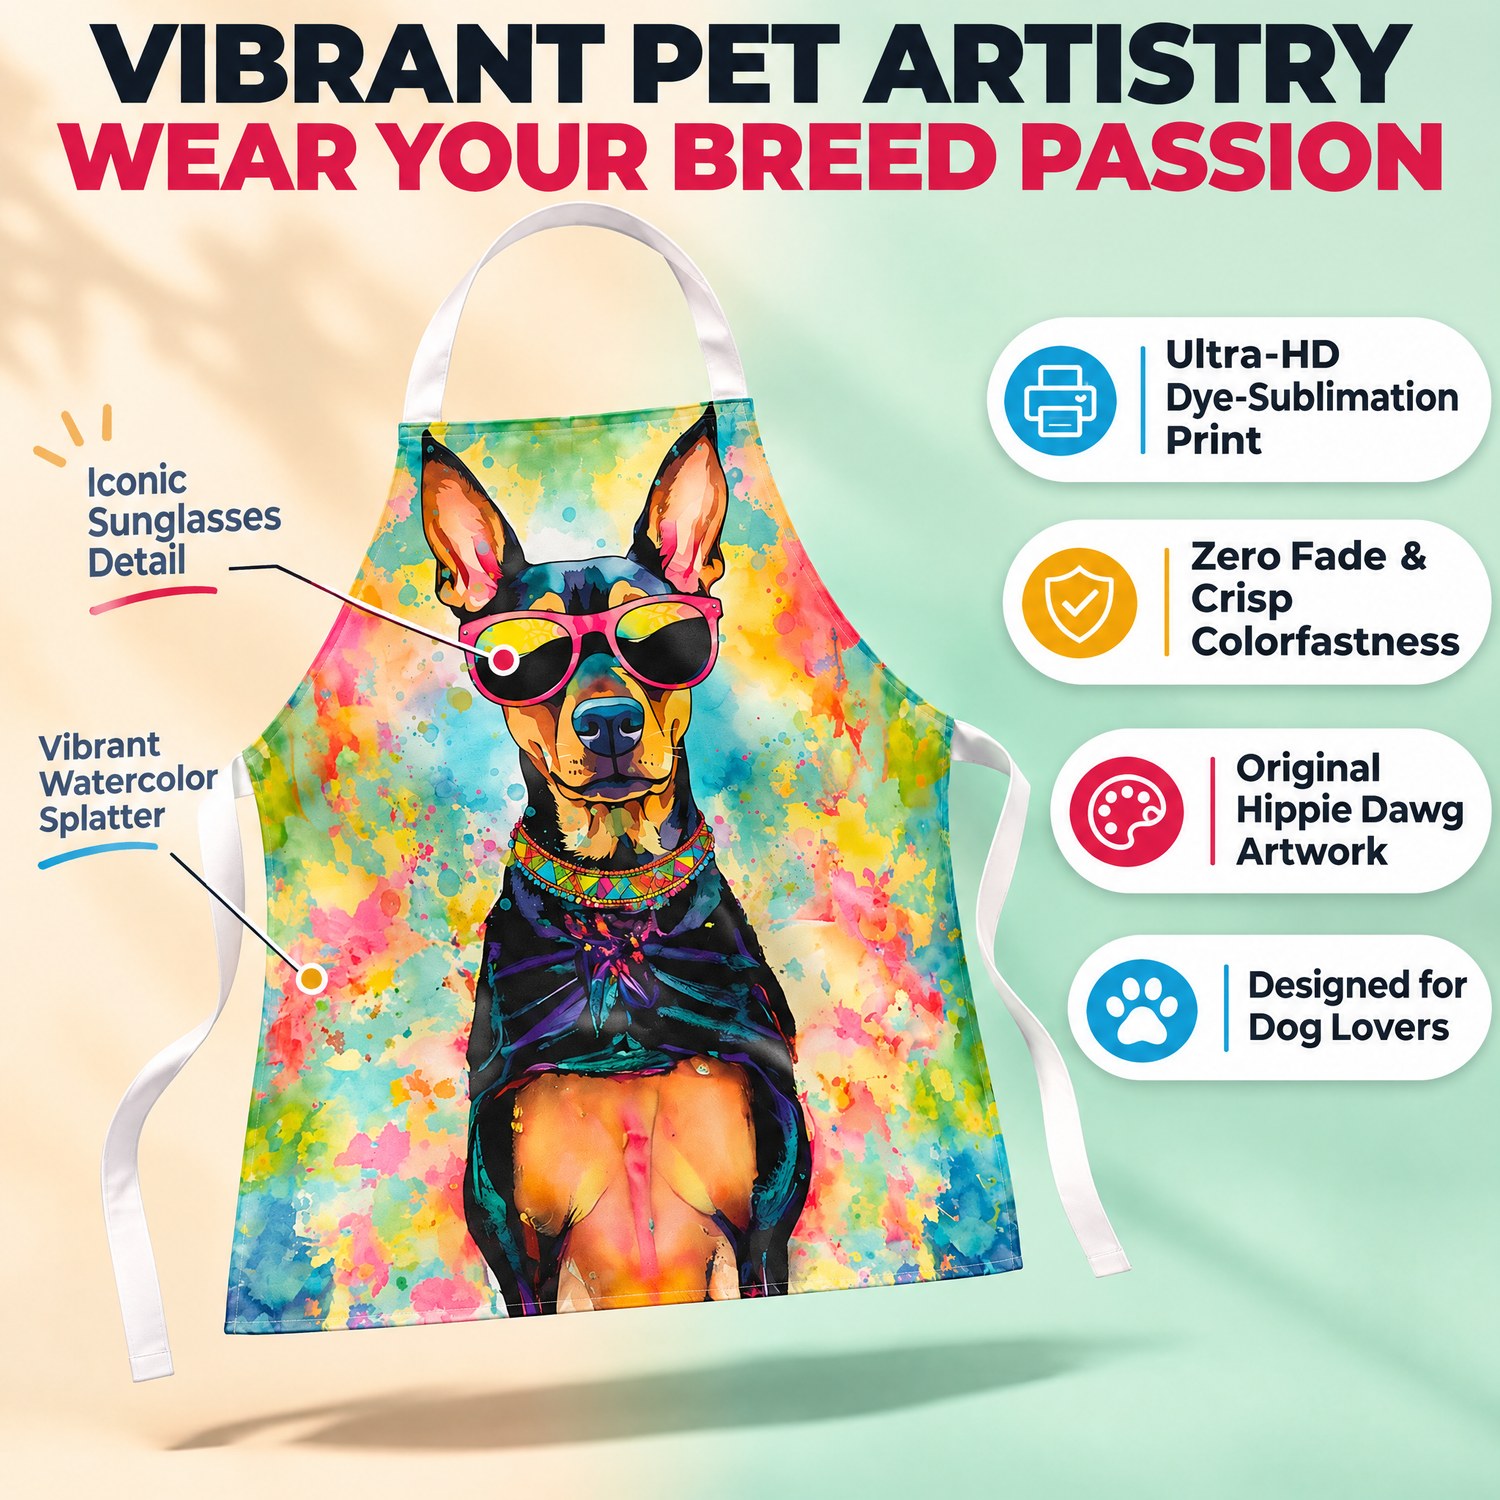 VIBRANT PET ARTISTRY
WEAR YOUR BREED PASSION
Iconic
Sunglasses
Detail
Vibrant
Watercolor
Splatter
Ultra-HD
Dye-Sublimation
Print
Zero Fade &
Crisp
Colorfastness
Original
Hippie Dawg
Artwork
Designed for
Dog Lovers